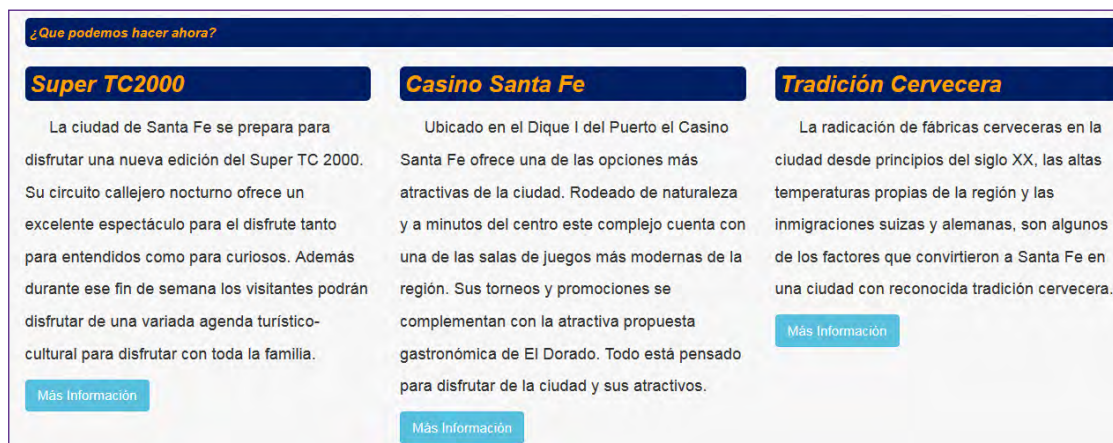 ¿Que podemos hacer ahora?
Super TC2000
La ciudad de Santa Fe se prepara para
disfrutar una nueva edición del Super TC 2000.
Su circuito callejero nocturno ofrece un
excelente espectáculo para el disfrute tanto
para entendidos como para curiosos. Además
durante ese fin de semana los visitantes podrán
disfrutar de una variada agenda turístico-
cultural para disfrutar con toda la familia.
Más Información
Casino Santa Fe
Ubicado en el Dique I del Puerto el Casino
Santa Fe ofrece una de las opciones más
atractivas de la ciudad. Rodeado de naturaleza
y a minutos del centro este complejo cuenta con
una de las salas de juegos más modernas de la
región. Sus torneos y promociones se
complementan con la atractiva propuesta
gastronómica de El Dorado. Todo está pensado
para disfrutar de la ciudad y sus atractivos.
Más Información
Tradición Cervecera
La radicación de fábricas cerveceras en la
ciudad desde principios del siglo XX, las altas
temperaturas propias de la región y las
inmigraciones suizas y alemanas, son algunos
de los factores que convirtieron a Santa Fe en
una ciudad con reconocida tradición cervecera.
Más Información